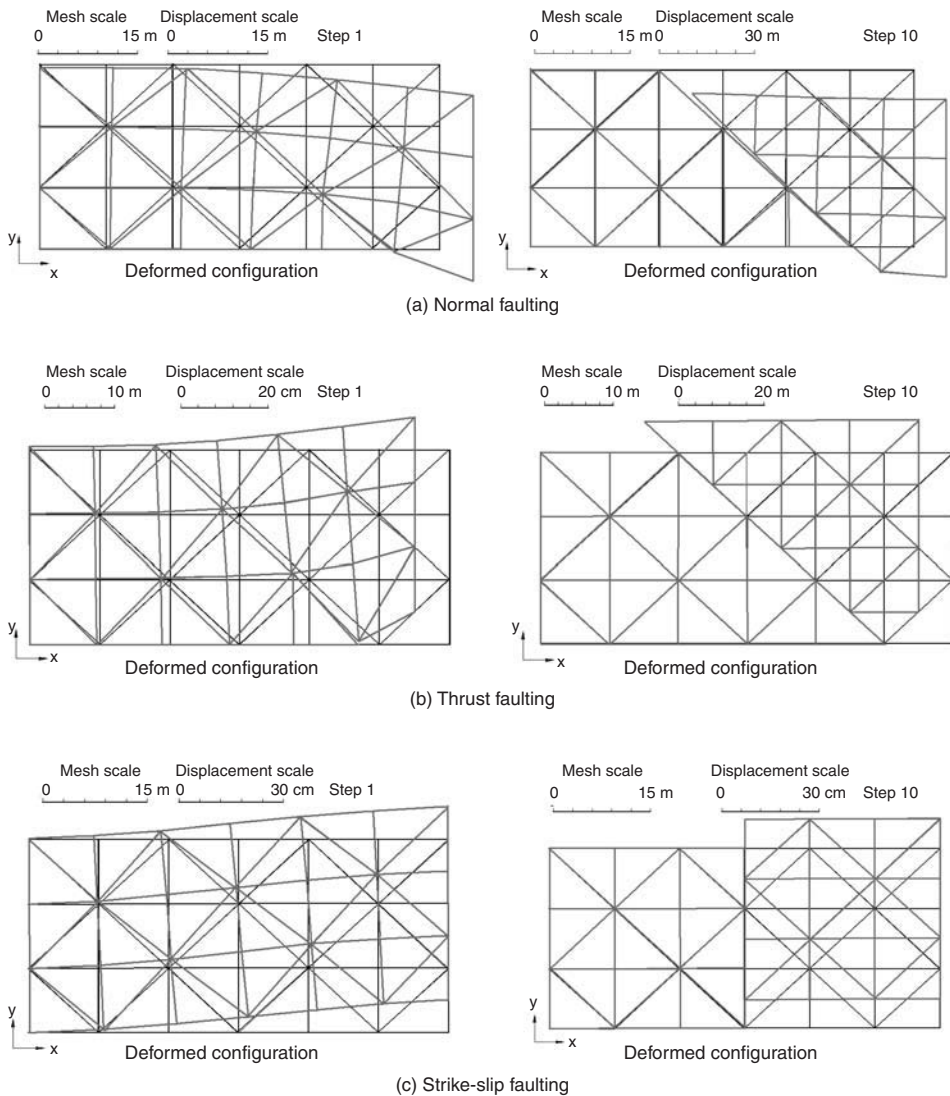 Mesh scale Displacement scale
0 15 m 0 15 m Step 1
y
x
Deformed configuration
Mesh scale Displacement scale
0 15 m 0 30 m Step 10
y
x
Deformed configuration
(a) Normal faulting
Mesh scale Displacement scale
0 10 m 0 20 cm Step 1
y
x
Deformed configuration
Mesh scale Displacement scale
0 10 m 0 20 m Step 10
y
x
Deformed configuration
(b) Thrust faulting
Mesh scale Displacement scale
0 15 m 0 30 cm Step 1
y
x
Deformed configuration
Mesh scale Displacement scale
0 15 m 0 30 cm Step 10
y
x
Deformed configuration
(c) Strike-slip faulting